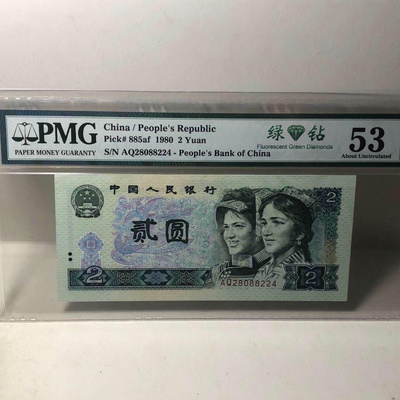 PMG
PAPER MONEY GUARANTY
China / People's Republic
Pick# 885af 1980 2 Yuan
S/N AQ28088224 - People's Bank of China
绿 钻
Fluorescent Green Diamonds
53
About Uncirculated
中国人民银行
2
贰圆
2
2
AQ28088224